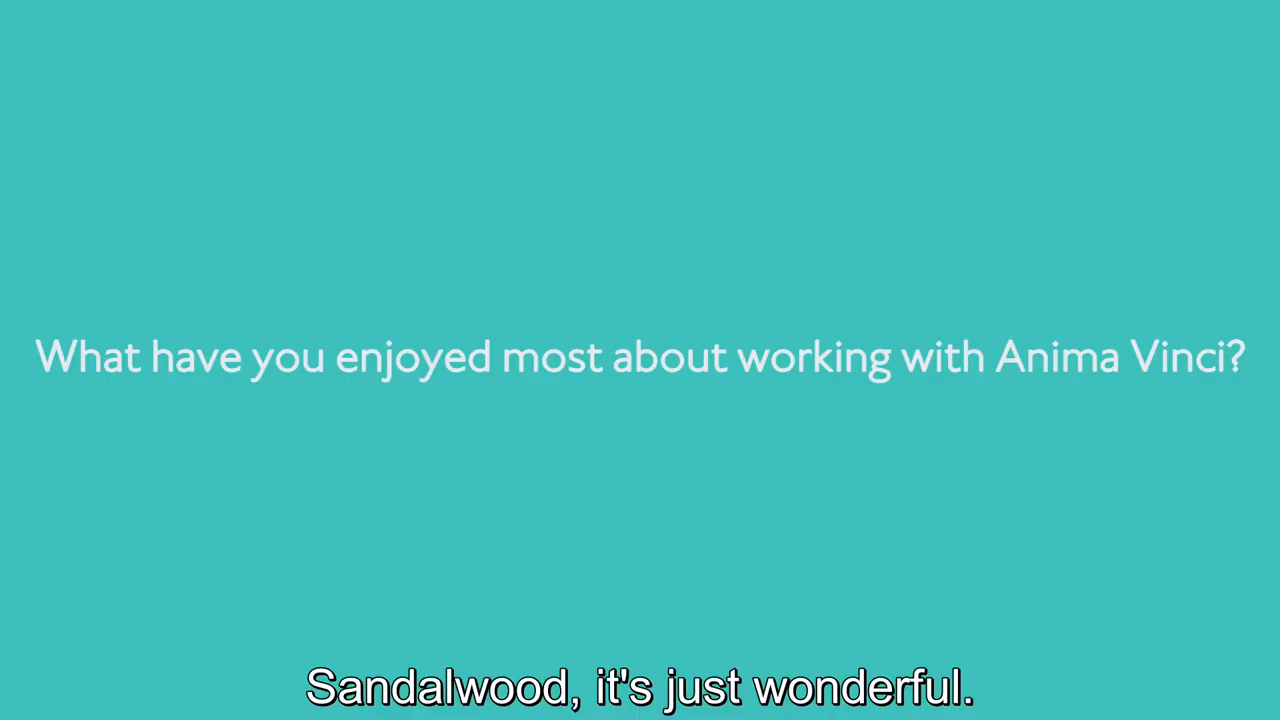 What have you enjoyed most about working with Anima Vinci?
Sandalwood, it's just wonderful.